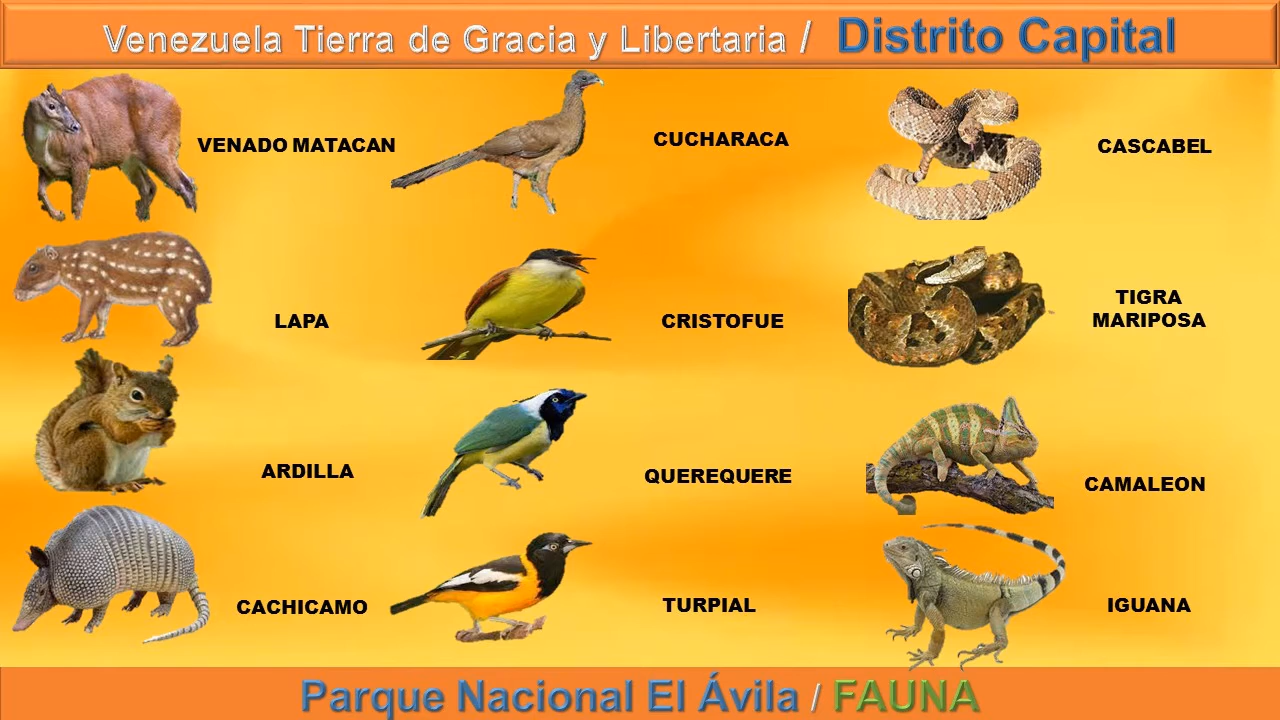 Venezuela Tierra de Gracia y Libertaria / Distrito Capital
VENADO MATACAN
CUCHARACA
CASCABEL
LAPA
CRISTOFUE
TIGRA
MARIPOSA
ARDILLA
QUEREQUERE
CAMALEON
CACHICAMO
TURPIAL
IGUANA
Parque Nacional El Ávila / FAUNA